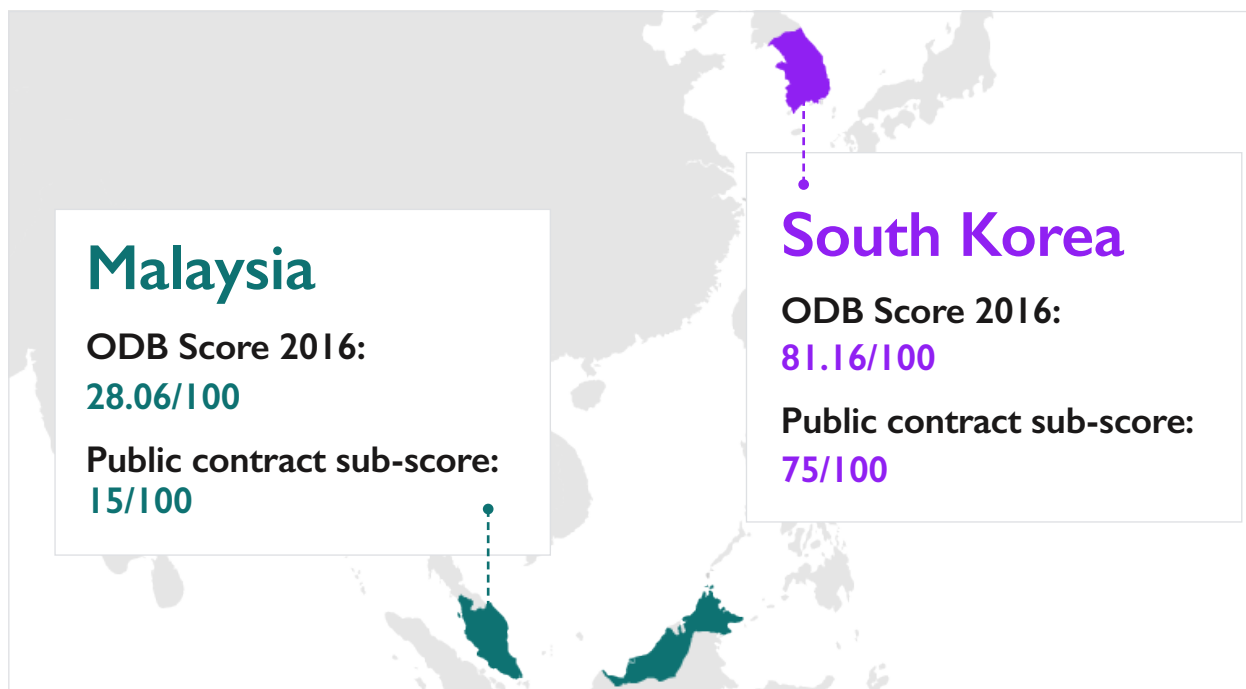 Malaysia
ODB Score 2016:
28.06/100
Public contract sub-score:
15/100
South Korea
ODB Score 2016:
81.16/100
Public contract sub-score:
75/100